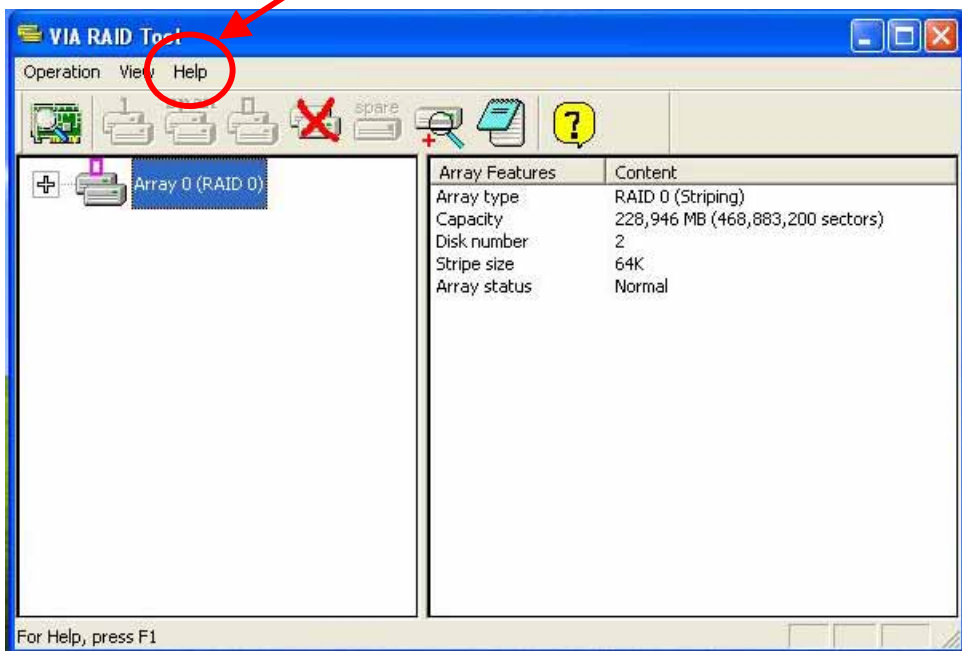 VIA RAID Tool
Operation View Help
1
spare
?
Array 0 (RAID 0)
Array Features Content
Array type RAID 0 (Striping)
Capacity 228,946 MB (468,883,200 sectors)
Disk number 2
Stripe size 64K
Array status Normal
For Help, press F1